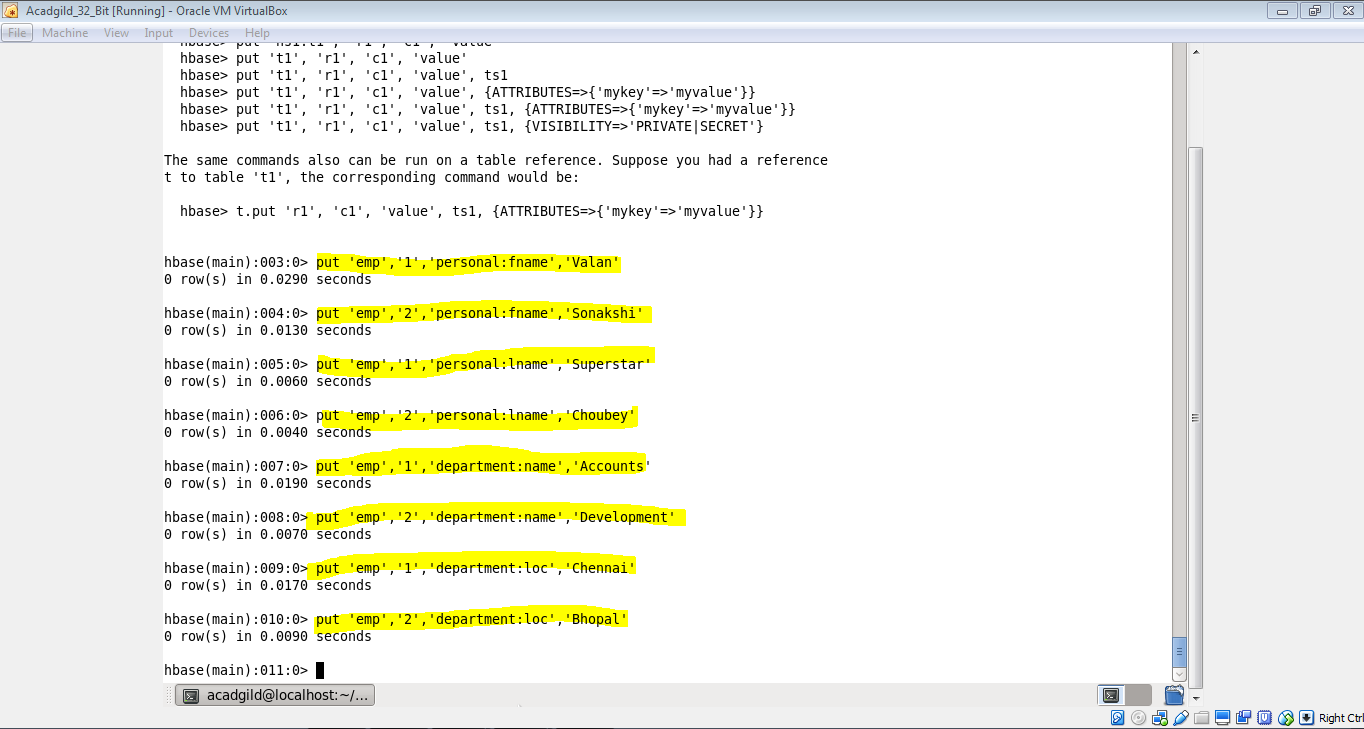 Acadgild_32_Bit [Running] - Oracle VM VirtualBox
File Machine View Input Devices Help
hbase> put 'ns1:t1', 'r1', 'c1', 'value'
hbase> put 't1', 'r1', 'c1', 'value'
hbase> put 't1', 'r1', 'c1', 'value', ts1
hbase> put 't1', 'r1', 'c1', 'value', {ATTRIBUTES=>{'mykey'=>'myvalue'}}
hbase> put 't1', 'r1', 'c1', 'value', ts1, {ATTRIBUTES=>{'mykey'=>'myvalue'}}
hbase> put 't1', 'r1', 'c1', 'value', ts1, {VISIBILITY=>'PRIVATE|SECRET'}
The same commands also can be run on a table reference. Suppose you had a reference
t to table 't1', the corresponding command would be:
hbase> t.put 'r1', 'c1', 'value', ts1, {ATTRIBUTES=>{'mykey'=>'myvalue'}}
hbase(main):003:0> put 'emp','1','personal:fname','Valan'
0 row(s) in 0.0290 seconds
hbase(main):004:0> put 'emp','2','personal:fname','Sonakshi'
0 row(s) in 0.0130 seconds
hbase(main):005:0> put 'emp','1','personal:lname','Superstar'
0 row(s) in 0.0060 seconds
hbase(main):006:0> put 'emp','2','personal:lname','Choubey'
0 row(s) in 0.0040 seconds
hbase(main):007:0> put 'emp','1','department:name','Accounts'
0 row(s) in 0.0190 seconds
hbase(main):008:0> put 'emp','2','department:name','Development'
0 row(s) in 0.0070 seconds
hbase(main):009:0> put 'emp','1','department:loc','Chennai'
0 row(s) in 0.0170 seconds
hbase(main):010:0> put 'emp','2','department:loc','Bhopal'
0 row(s) in 0.0090 seconds
hbase(main):011:0>
acadgild@localhost:~/...
Right Ctrl